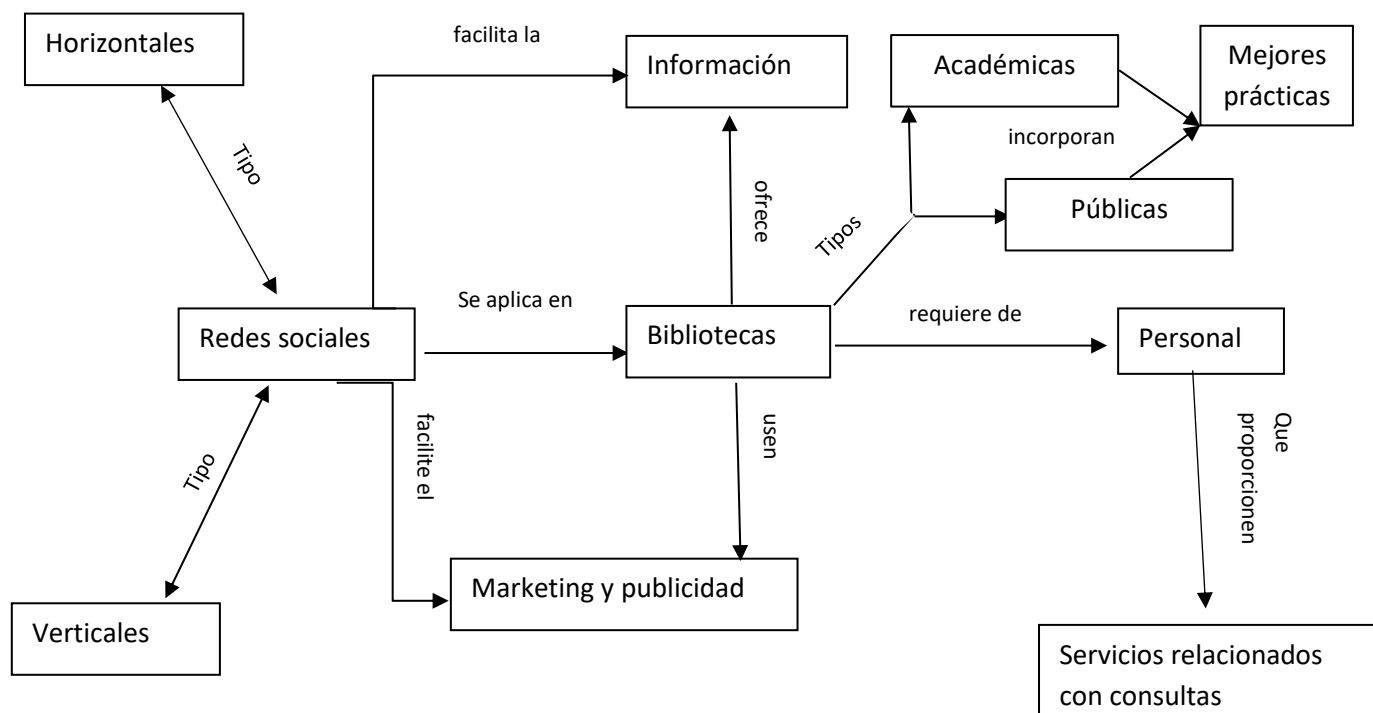 Horizontales
facilita la
Información
Académicas
Mejores
prácticas
incorporan
Tipo
ofrece
Tipos
Públicas
Se aplica en
requiere de
Redes sociales
Bibliotecas
Personal
facilite el
usen
Que
proporcionen
Tipo
Marketing y publicidad
Verticales
Servicios relacionados
con consultas